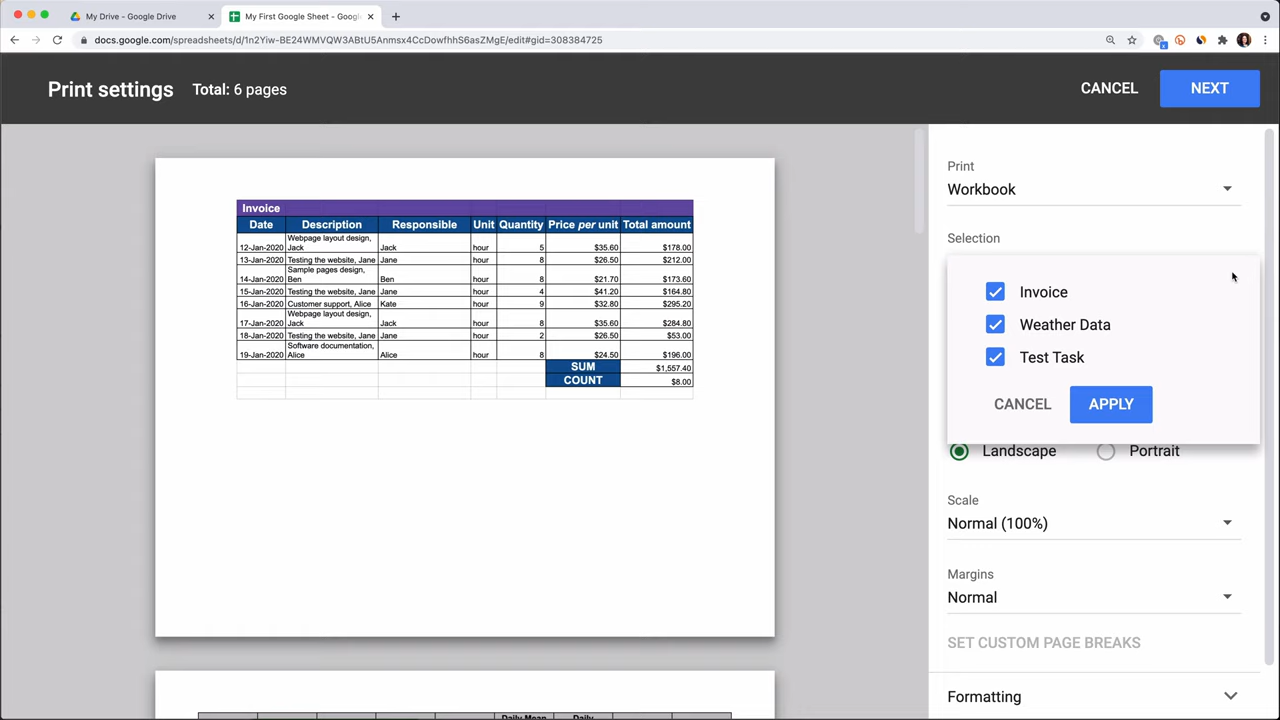 My Drive - Google Drive
My First Google Sheet - Googl
docs.google.com/spreadsheets/d/1n2Yiw-BE24WMVQW3ABtU5Anmsx4CcDowfhhS6asZMgE/edit#gid=308384725
Print settings Total: 6 pages CANCEL NEXT
Invoice
Date Description Responsible Unit Quantity Price per unit Total amount
Webpage layout design,
12-Jan-2020 Jack Jack hour 5 $35.60 $178.00
13-Jan-2020 Testing the website, Jane Jane hour 8 $26.50 $212.00
Sample pages design,
14-Jan-2020 Ben Ben hour 8 $21.70 $173.60
15-Jan-2020 Testing the website, Jane Jane hour 4 $41.20 $164.80
16-Jan-2020 Customer support, Alice Kate hour 9 $32.80 $295.20
Webpage layout design,
17-Jan-2020 Jack Jack hour 8 $35.60 $284.80
18-Jan-2020 Testing the website, Jane Jane hour 2 $26.50 $53.00
Software documentation,
19-Jan-2020 Alice Alice hour 8 $24.50 $196.00
SUM $1,557.40
COUNT $8.00
Daily Mean Daily
Print
Workbook
Selection
Invoice
Weather Data
Test Task
CANCEL APPLY
Landscape Portrait
Scale
Normal (100%)
Margins
Normal
SET CUSTOM PAGE BREAKS
Formatting